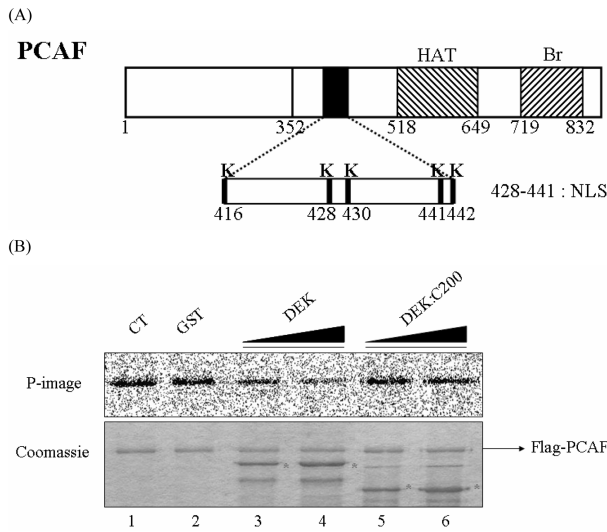 (A)
PCAF
HAT
Br
1
352
518
649
719
832
K
K
K
K
K
416
428
430
441
442
428-441 : NLS
(B)
CT
GST
DEK
DEK:C200
P-image
Coomassie
Flag-PCAF
*
*
*
*
1
2
3
4
5
6